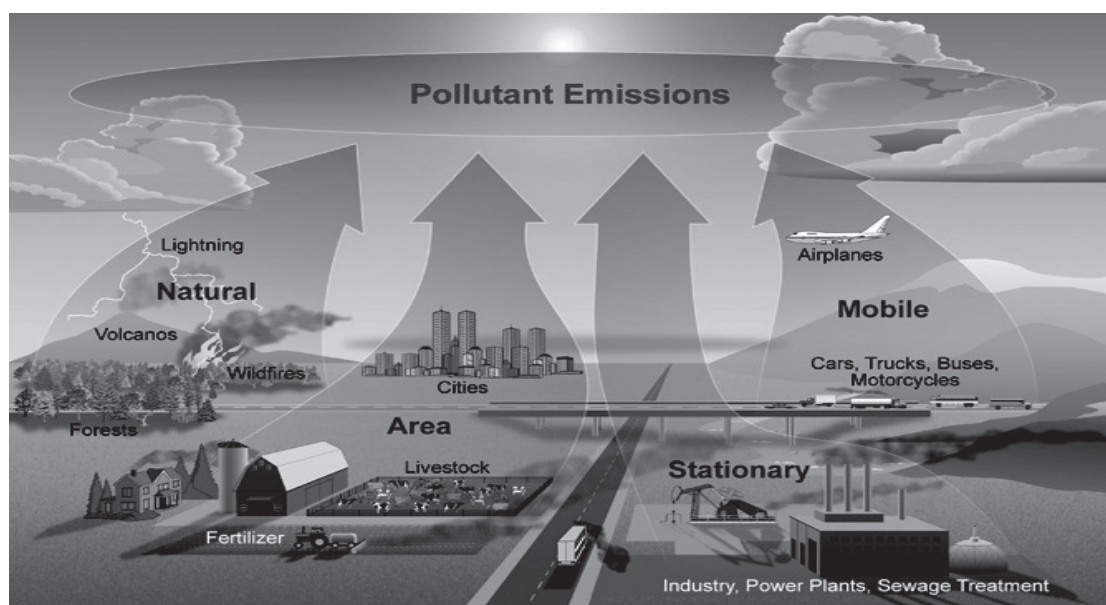 Pollutant Emissions
Lightning
Natural
Volcanos
Wildfires
Forests
Cities
Area
Livestock
Fertilizer
Airplanes
Mobile
Cars, Trucks, Buses,
Motorcycles
Stationary
Industry, Power Plants, Sewage Treatment